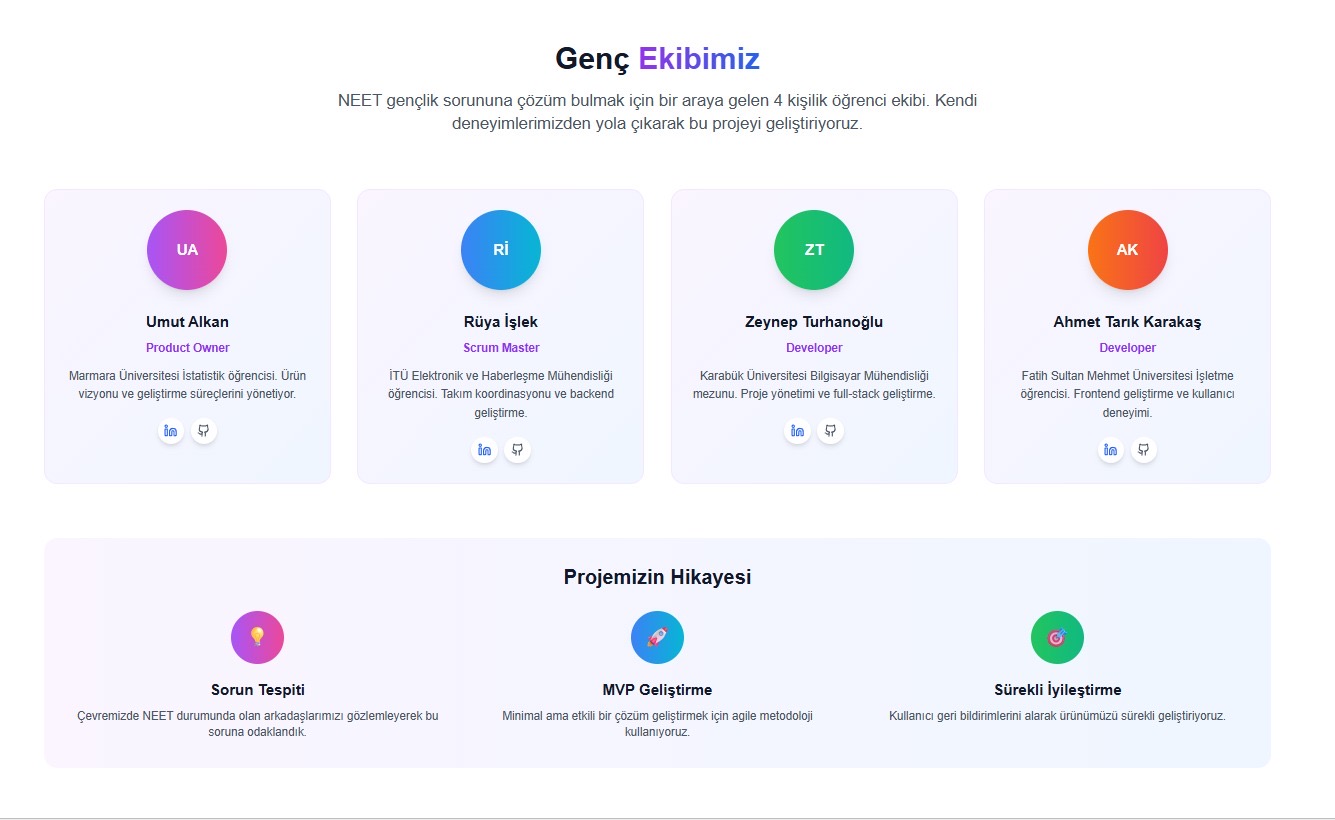 Genç Ekibimiz
NEET gençlik sorununa çözüm bulmak için bir araya gelen 4 kişilik öğrenci ekibi. Kendi
deneyimlerimizden yola çıkarak bu projeyi geliştiriyoruz.
UA
Umut Alkan
Product Owner
Marmara Üniversitesi İstatistik öğrencisi. Ürün
vizyonu ve geliştirme süreçlerini yönetiyor.
Rİ
Rüya İşlek
Scrum Master
İTÜ Elektronik ve Haberleşme Mühendisliği
öğrencisi. Takım koordinasyonu ve backend
geliştirme.
ZT
Zeynep Turhanoğlu
Developer
Karabük Üniversitesi Bilgisayar Mühendisliği
mezunu. Proje yönetimi ve full-stack geliştirme.
AK
Ahmet Tarık Karakaş
Developer
Fatih Sultan Mehmet Üniversitesi İşletme
öğrencisi. Frontend geliştirme ve kullanıcı
deneyimi.
Projemizin Hikayesi
Sorun Tespiti
Çevremizde NEET durumunda olan arkadaşlarımızı gözlemleyerek bu
soruna odaklandık.
MVP Geliştirme
Minimal ama etkili bir çözüm geliştirmek için agile metodoloji
kullanıyoruz.
Sürekli İyileştirme
Kullanıcı geri bildirimlerini alarak ürünümüzü sürekli geliştiriyoruz.